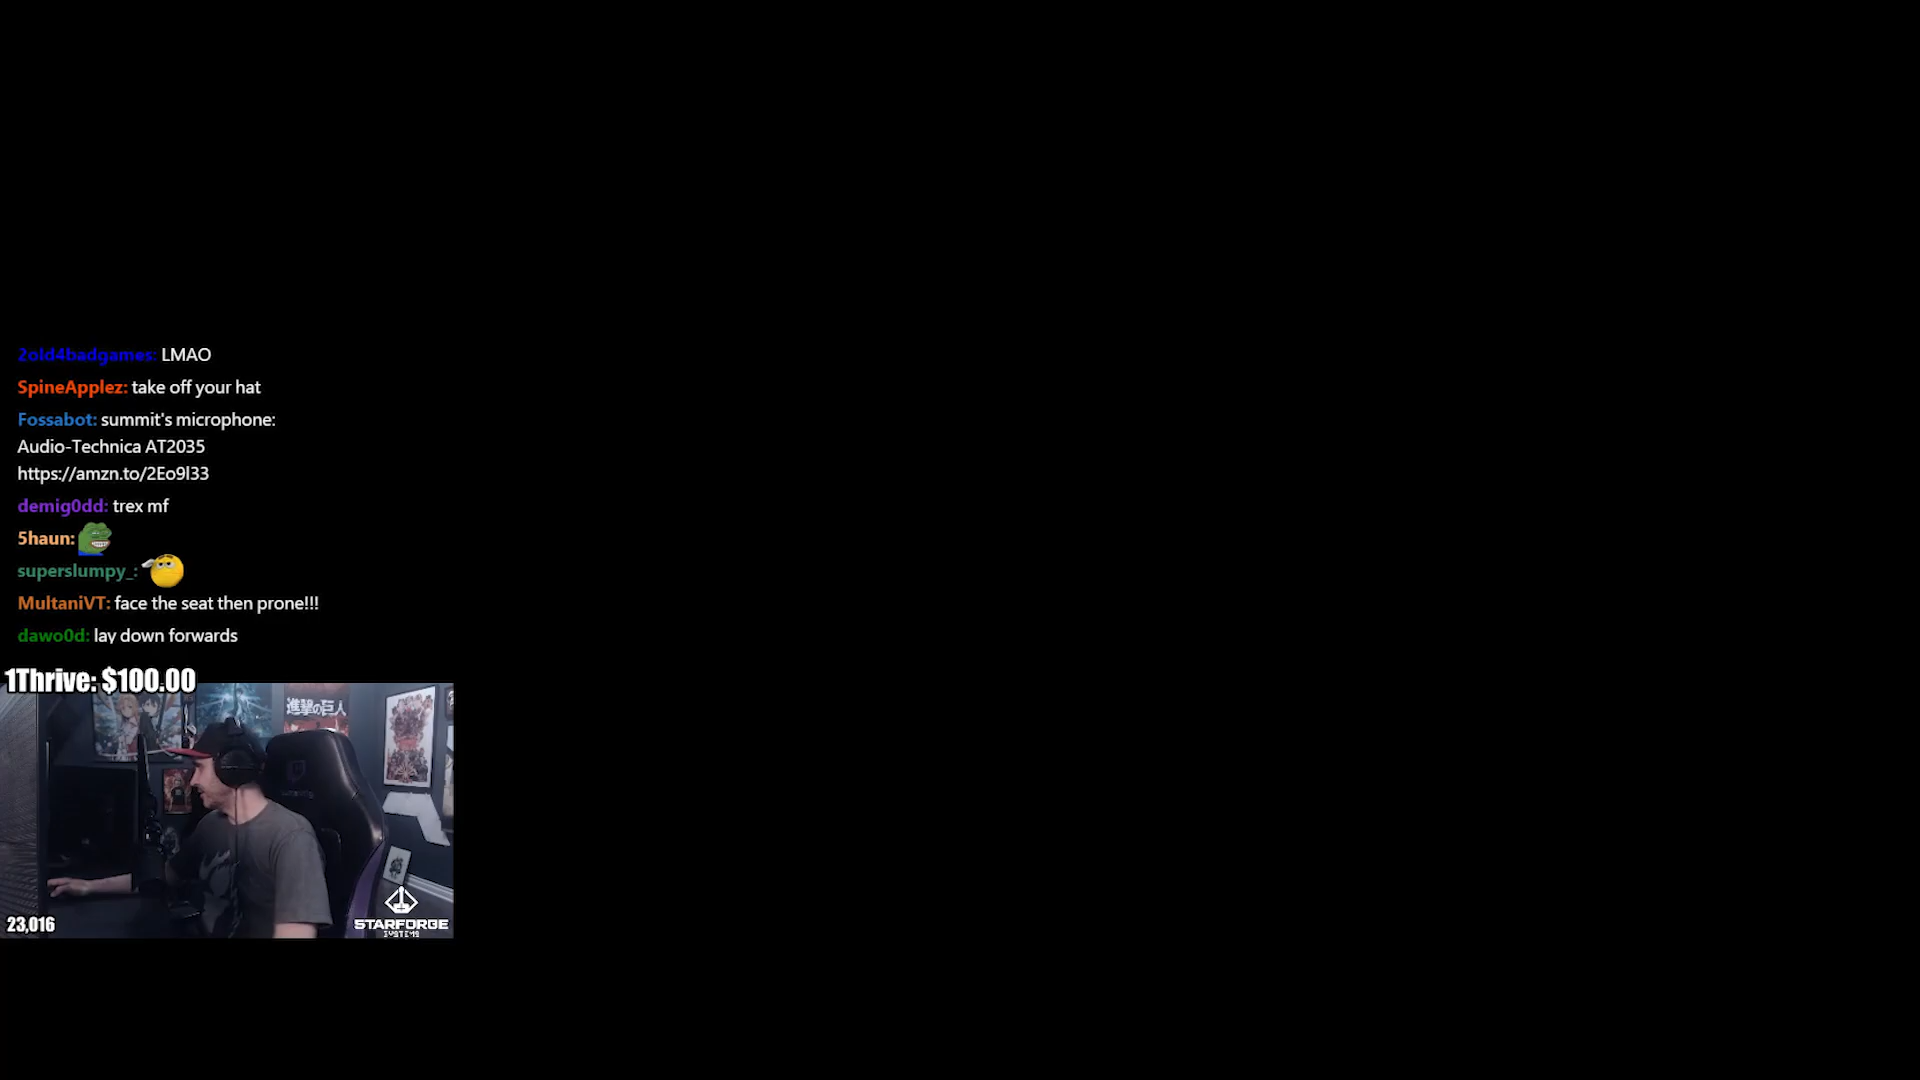 2old4badgames: LMAO
SpineApplez: take off your hat
Fossabot: summit's microphone:
Audio-Technica AT2035
https://amzn.to/2Eo9l33
demig0dd: trex mf
5haun:
superslumpy_:
MultaniVT: face the seat then prone!!!
dawo0d: lay down forwards
1Thrive: $100.00
進撃の巨人
23,016
STARFORGE
SYSTEMS